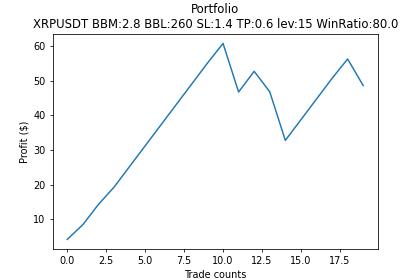 Portfolio
XRPUSDT BBM:2.8 BBL:260 SL:1.4 TP:0.6 lev:15 WinRatio:80.0
60
50
40
30
20
10
Profit ($)
0.0 2.5 5.0 7.5 10.0 12.5 15.0 17.5
Trade counts